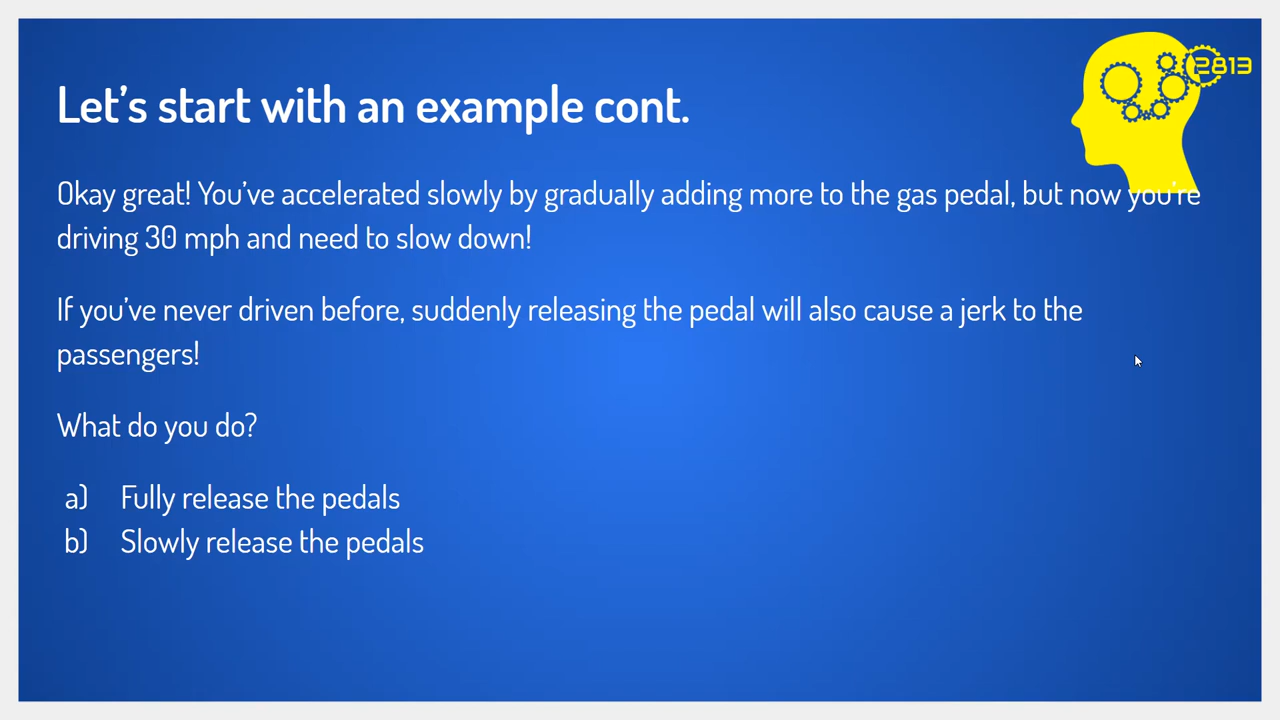 2813
Let's start with an example cont.
Okay great! You've accelerated slowly by gradually adding more to the gas pedal, but now you're
driving 30 mph and need to slow down!
If you've never driven before, suddenly releasing the pedal will also cause a jerk to the
passengers!
What do you do?
a) Fully release the pedals
b) Slowly release the pedals